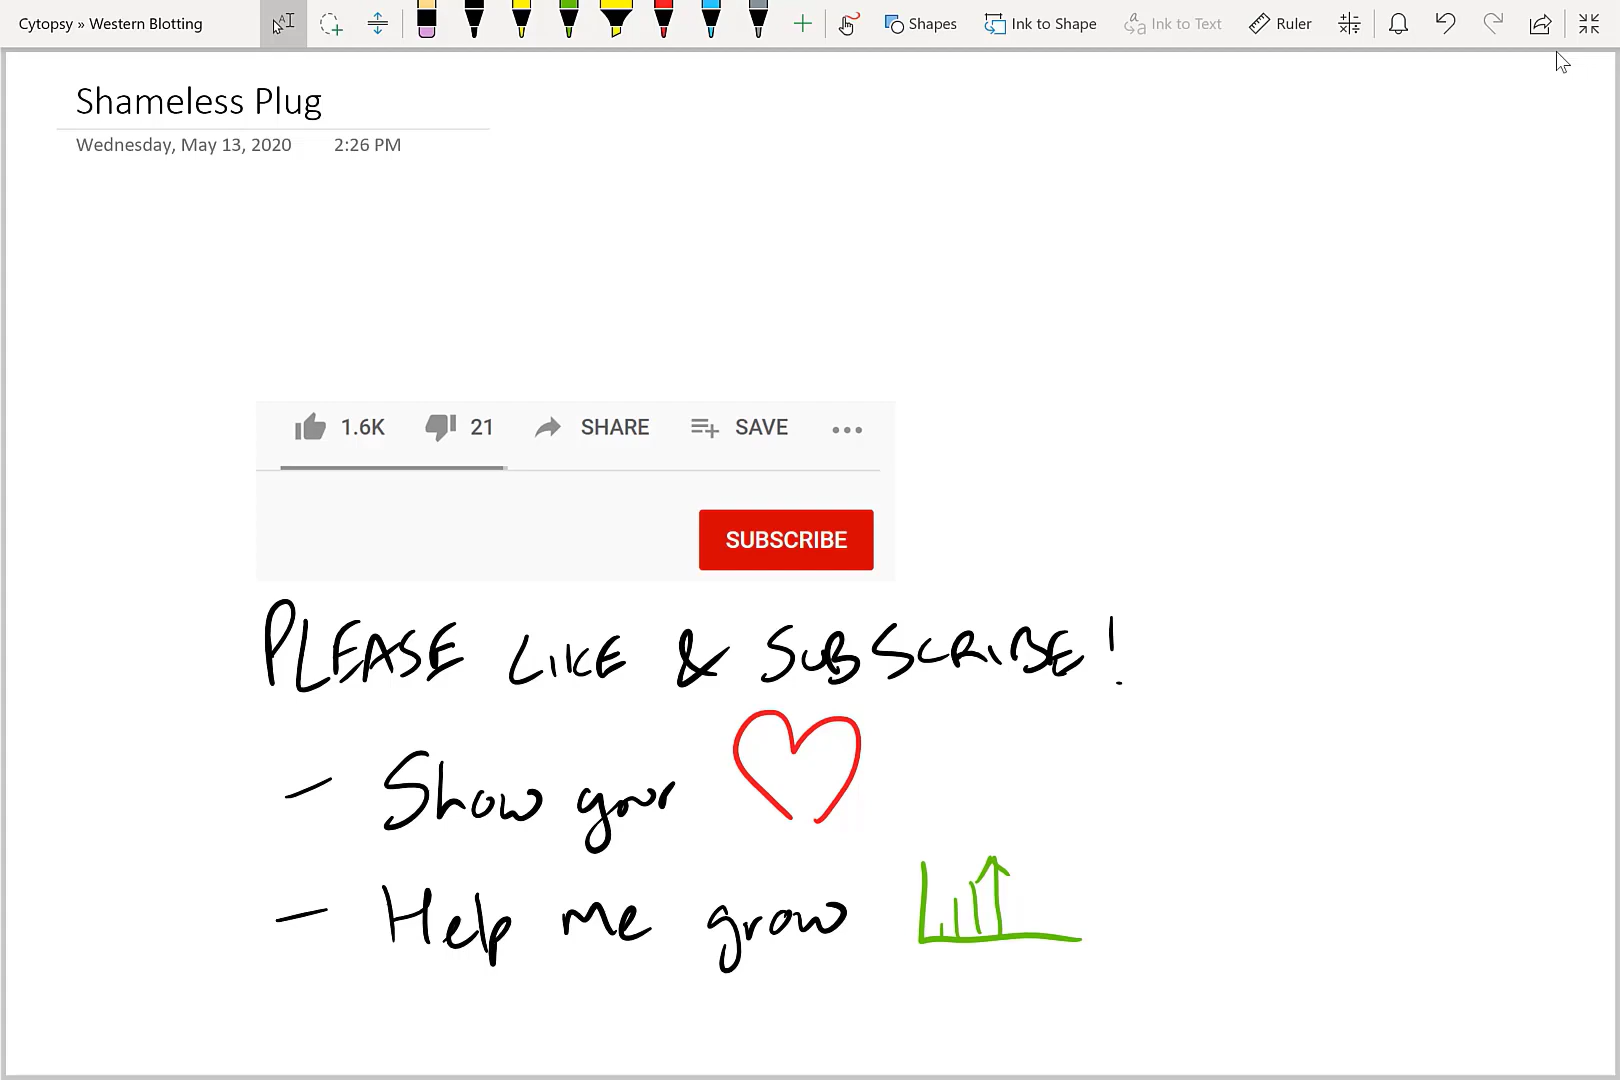 Cytopsy » Western Blotting Shapes Ink to Shape Ink to Text Ruler
Shameless Plug
Wednesday, May 13, 2020 2:26 PM
1.6K 21 SHARE SAVE
SUBSCRIBE
PLEASE LIKE & SUBSCRIBE!
- Show your
- Help me grow